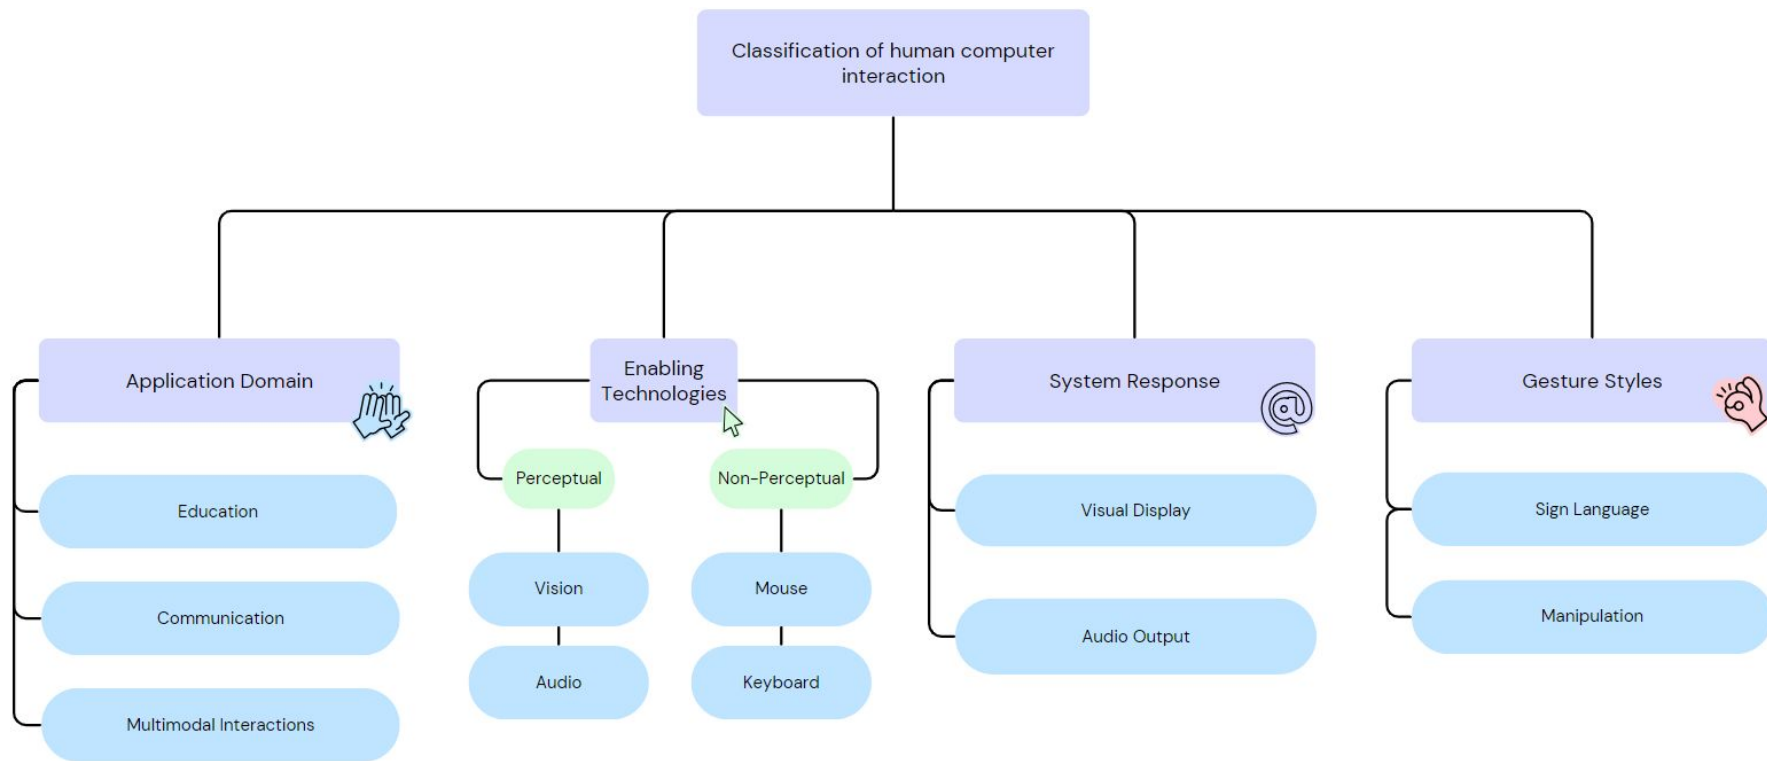 Classification of human computer
interaction
Application Domain
Enabling
Technologies
System Response
Gesture Styles
Perceptual
Non-Perceptual
Education
Visual Display
Sign Language
Vision
Mouse
Communication
Manipulation
Audio Output
Audio
Keyboard
Multimodal Interactions